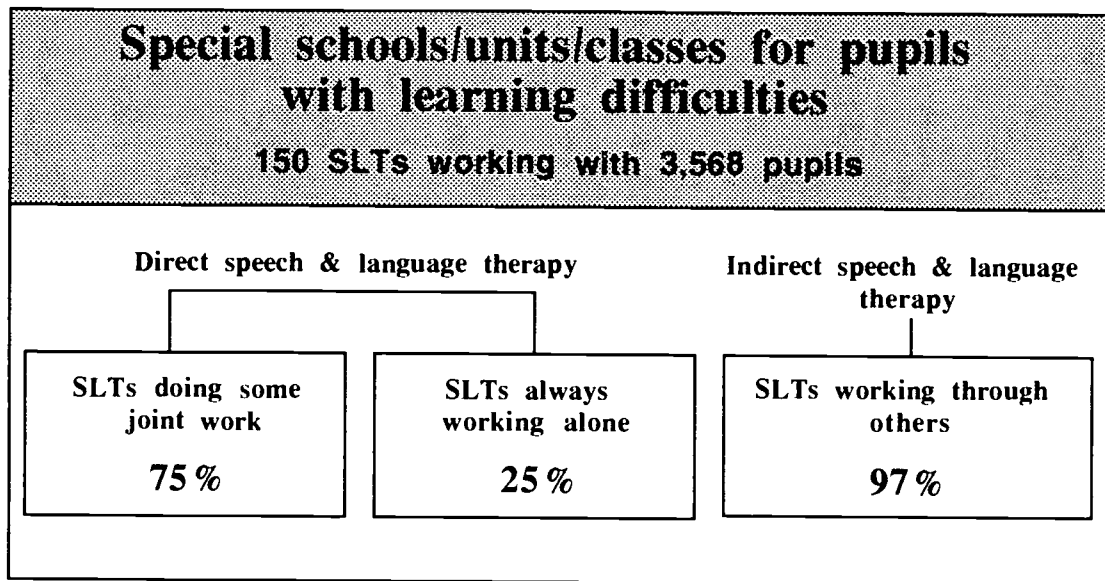 Special schools/units/classes for pupils
with learning difficulties
150 SLTs working with 3,568 pupils
Direct speech & language therapy
Indirect speech & language
therapy
SLTs doing some
joint work
75%
SLTs always
working alone
25%
SLTs working through
others
97%